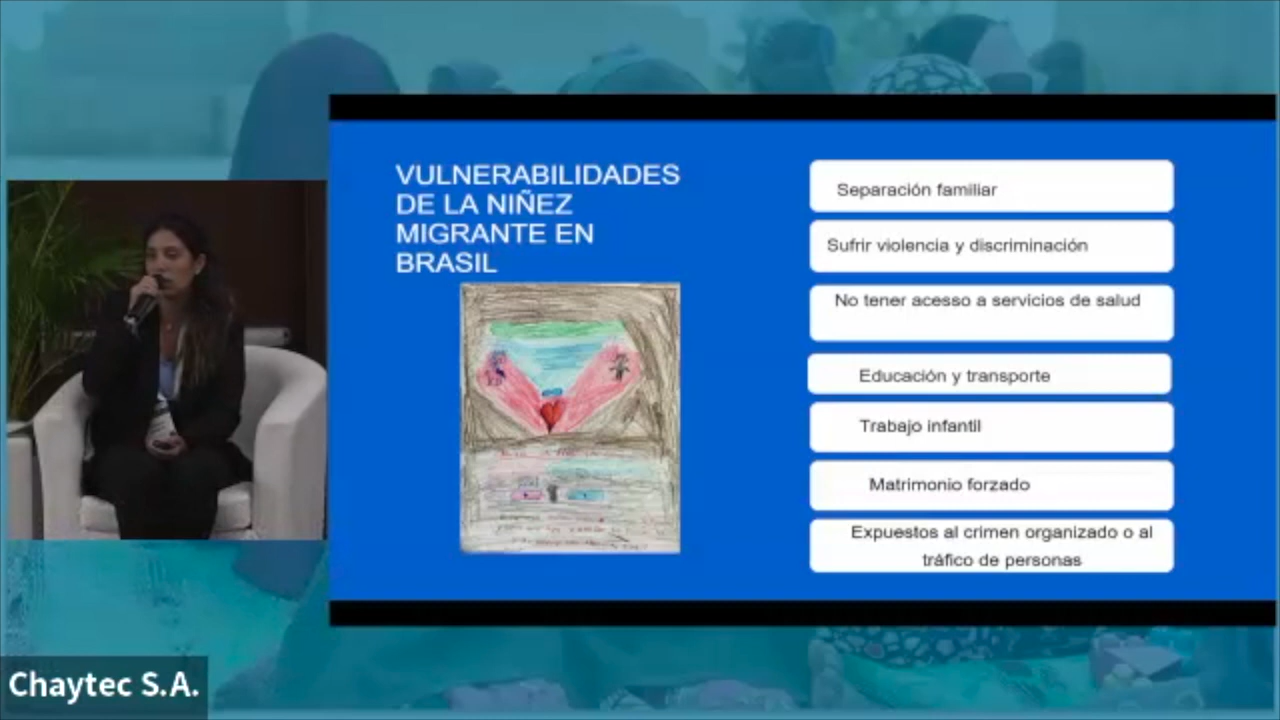 VULNERABILIDADES
DE LA NIÑEZ
MIGRANTE EN
BRASIL
Separación familiar
Sufrir violencia y discriminación
No tener acceso a servicios de salud
Educación y transporte
Trabajo infantil
Matrimonio forzado
Expuestos al crimen organizado o al
tráfico de personas
Chaytec S.A.